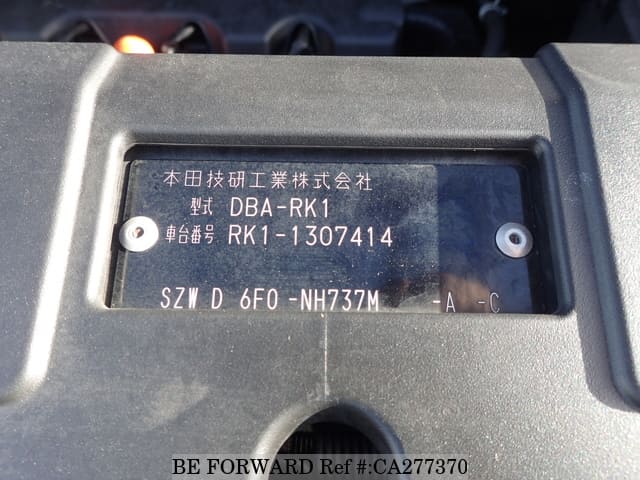 本田技研工業株式会社
型式 DBA-RK1
車台番号 RK1-1307414
SZW D 6F0 -NH737M -A -C
BE FORWARD Ref #:CA277370